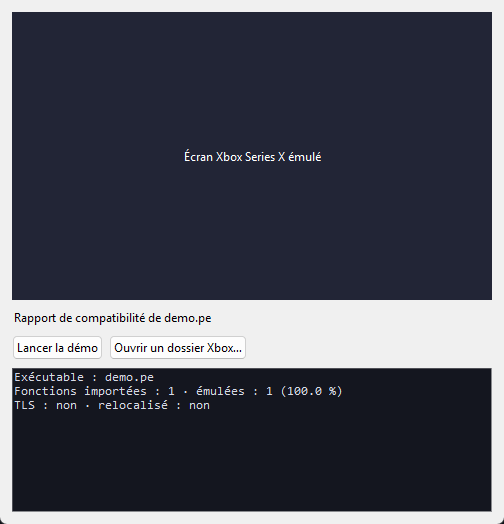 Écran Xbox Series X émulé
Rapport de compatibilité de demo.pe
Lancer la démo
Ouvrir un dossier Xbox...
Exécutable : demo.pe
Fonctions importées : 1 · émulées : 1 (100.0 %)
TLS : non · relocalisé : non